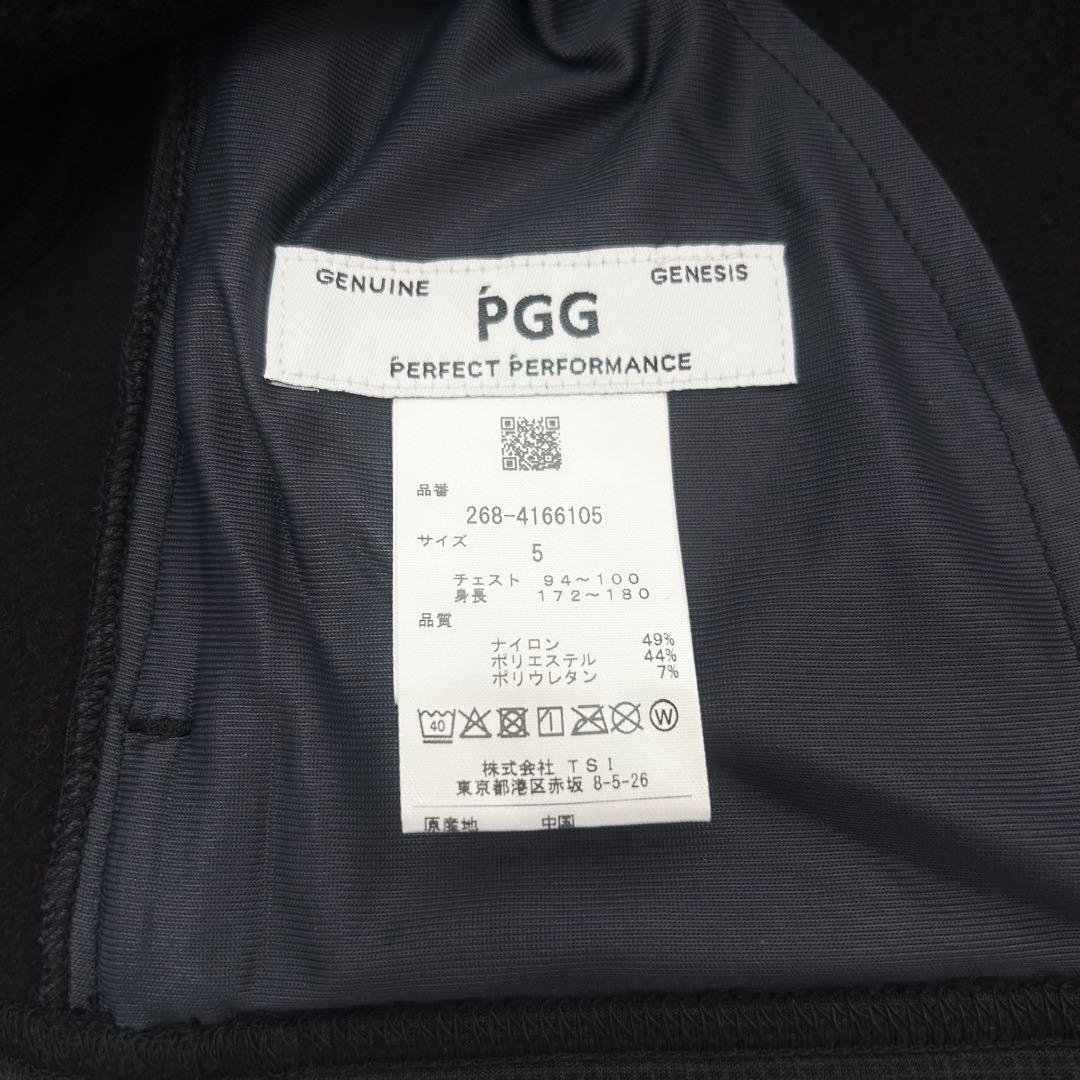 GENUINE GENESIS
ṔGG
ṔERFECT ṔERFORMANCE
品番
268-4166105
サイズ
5
チェスト 94〜100
身長 172〜180
品質
ナイロン 49%
ポリエステル 44%
ポリウレタン 7%
40 W
株式会社 TSI
東京都港区赤坂 8-5-26
原産地 中国